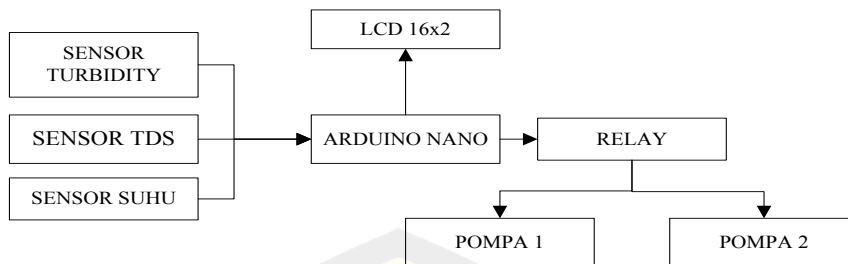 LCD 16x2
SENSOR
TURBIDITY
SENSOR TDS
ARDUINO NANO
RELAY
SENSOR SUHU
POMPA 1
POMPA 2